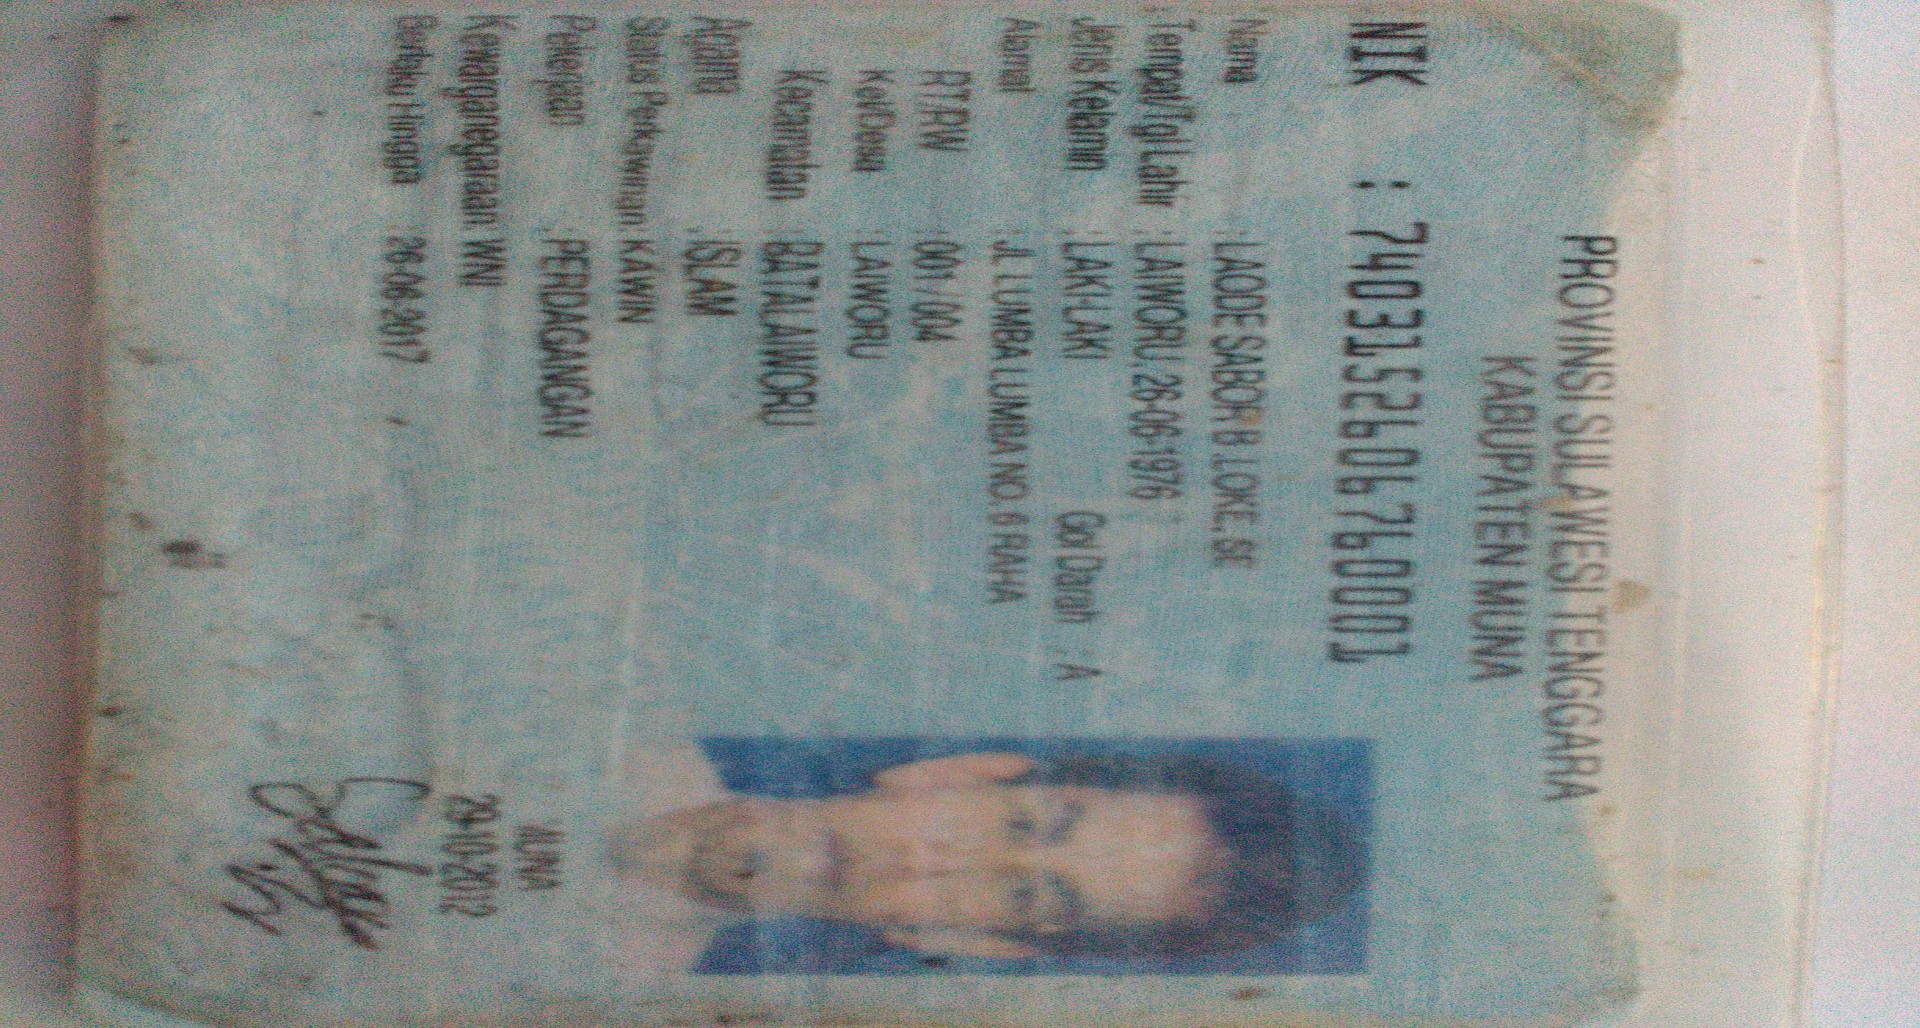 PROVINSI SULAWESI TENGGARA
KABUPATEN MUNA
NIK : 7403152606760001
Nama : LAODE SABOR B .LOKE, SE
Tempat/Tgl Lahir : LAIWORU, 26-06-1976
Jenis Kelamin : LAKI-LAKI Gol Darah : A
Alamat : JL LUMBA LUMBA NO. 6 RAHA
RT/RW : 001 / 004
Kel/Desa : LAIWORU
Kecamatan : BATALAIWORU
Agama : ISLAM
Status Perkawinan: KAWIN
Pekerjaan : PERDAGANGAN
Kewarganegaraan: WNI
Berlaku Hingga : 26-06-2017
MUNA
29-10-2012